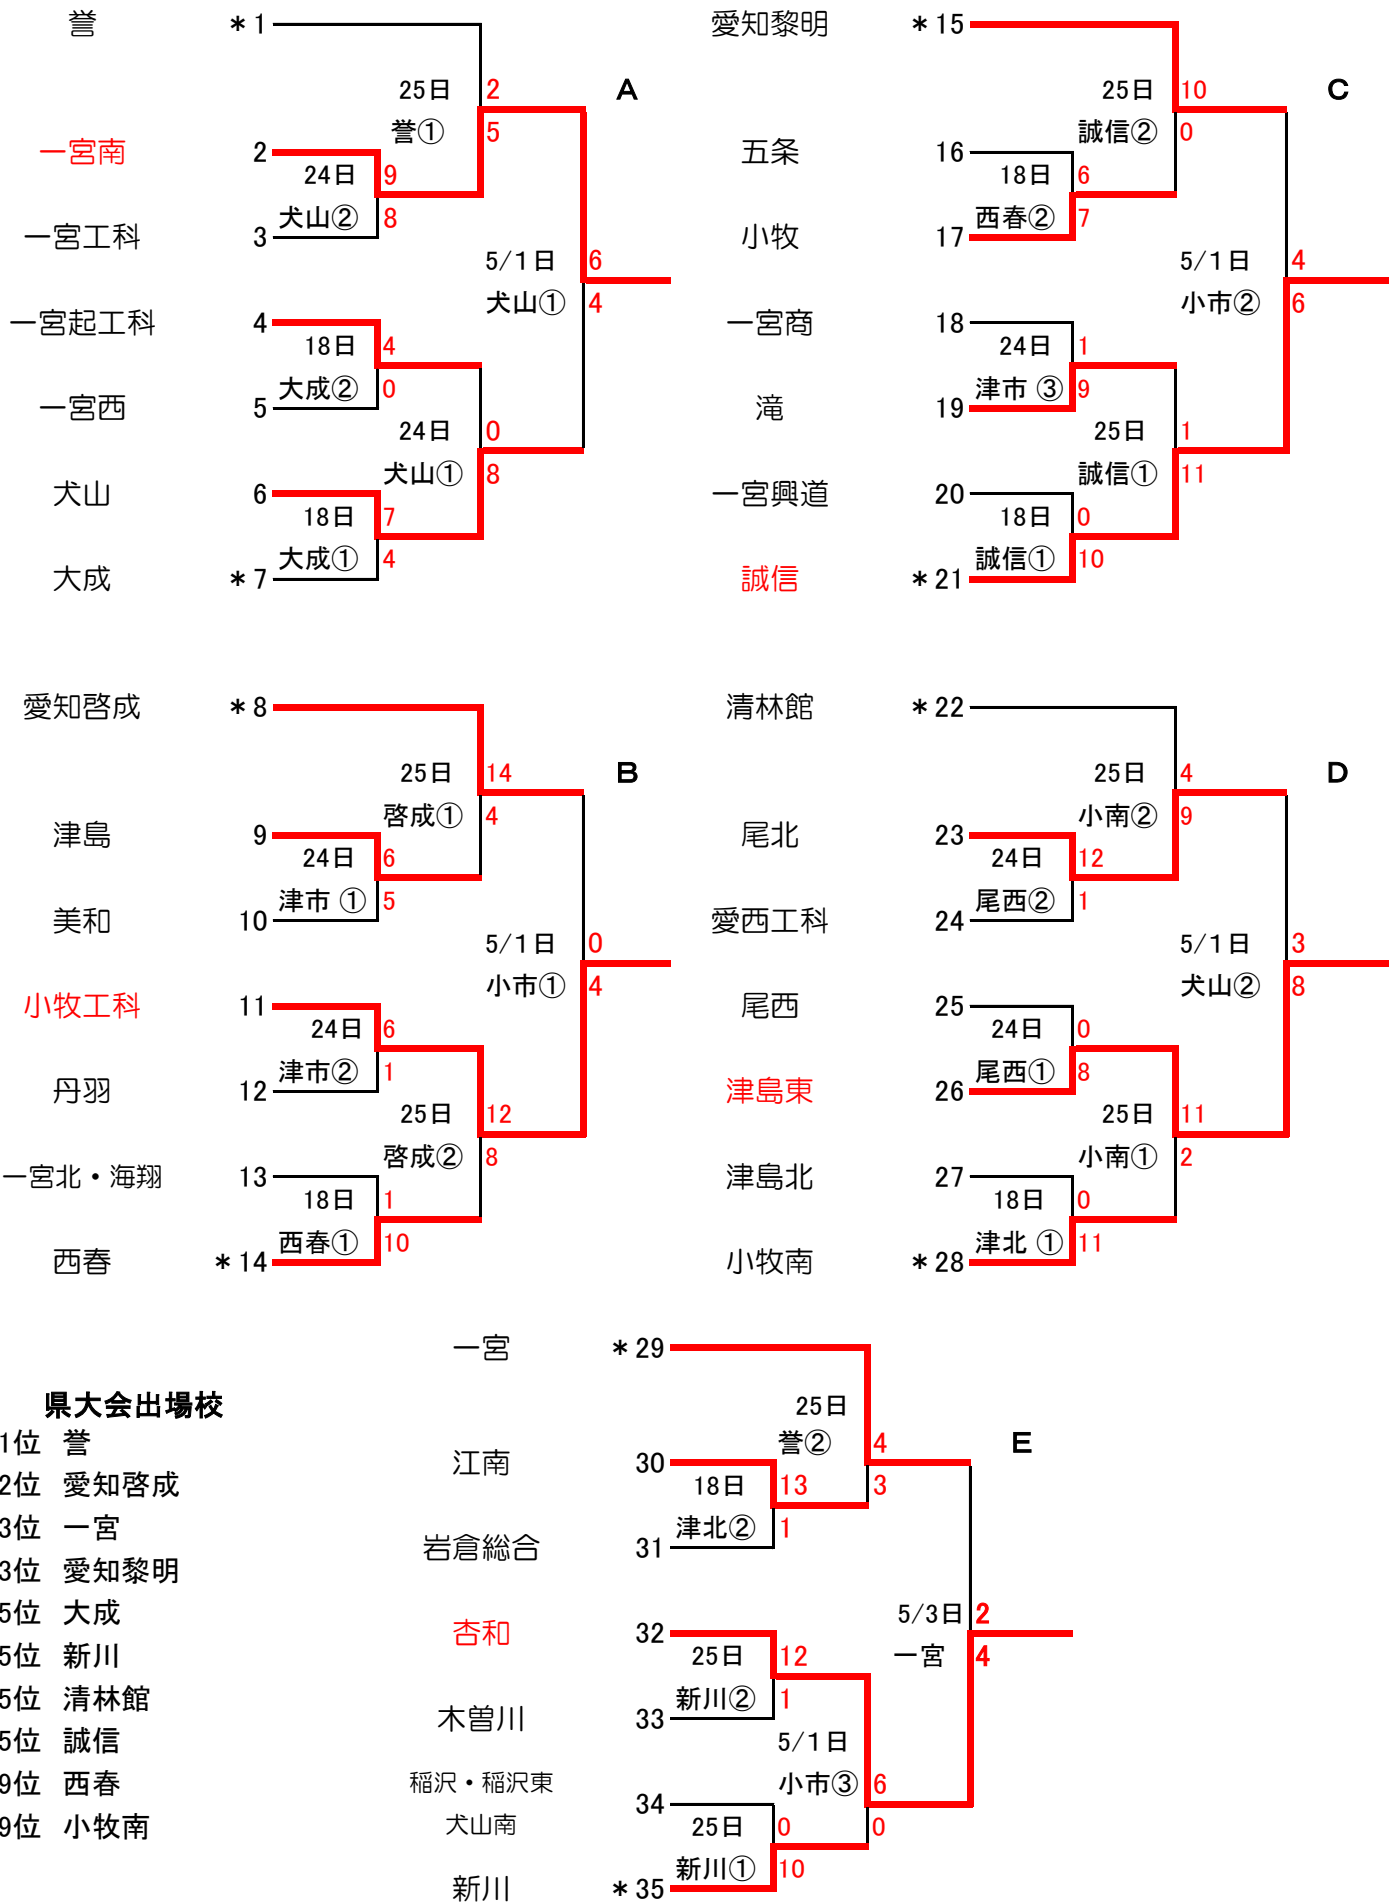 誉 *1
25日 2 A
誉① 5
一宮南 2
24日 9
犬山② 8
一宮工科 3
5/1日 6
犬山① 4
一宮起工科 4
18日 4
大成② 0
一宮西 5
24日 0
犬山① 8
犬山 6
18日 7
大成① 4
大成 *7
愛知黎明 *15
25日 10 C
誠信② 0
五条 16
18日 6
西春② 7
小牧 17
5/1日 4
小市② 6
一宮商 18
24日 1
津市 ③ 9
滝 19
25日 1
誠信① 11
一宮興道 20
18日 0
誠信① 10
誠信 *21
愛知啓成 *8
25日 14 B
啓成① 4
津島 9
24日 6
津市 ① 5
美和 10
5/1日 0
小市① 4
小牧工科 11
24日 6
津市② 1
丹羽 12
25日 12
啓成② 8
一宮北・海翔 13
18日 1
西春① 10
西春 *14
清林館 *22
25日 4 D
小南② 9
尾北 23
24日 12
尾西② 1
愛西工科 24
5/1日 3
犬山② 8
尾西 25
24日 0
尾西① 8
津島東 26
25日 11
小南① 2
津島北 27
18日 0
津北 ① 11
小牧南 *28
一宮 *29
25日
誉② 4 E
3
江南 30
18日 13
津北② 1
岩倉総合 31
5/3日 2
一宮 4
杏和 32
25日 12
新川② 1
木曽川 33
5/1日
小市③ 6
0
稲沢・稲沢東
犬山南 34
25日 0
新川① 10
新川 *35
県大会出場校
1位 誉
2位 愛知啓成
3位 一宮
3位 愛知黎明
5位 大成
5位 新川
5位 清林館
5位 誠信
9位 西春
9位 小牧南